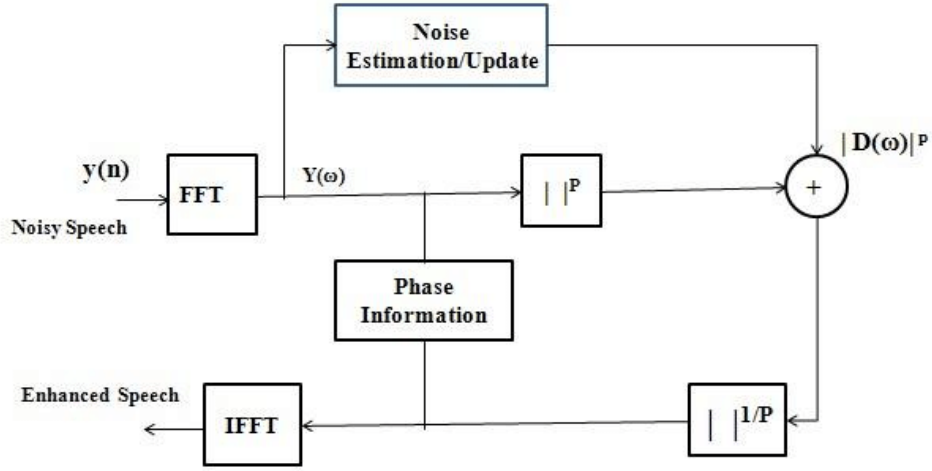 Noise
Estimation/Update
| D(ω)| p
y(n)
FFT
Y(ω)
| |P
+
Noisy Speech
Phase
Information
Enhanced Speech
IFFT
| |1/P